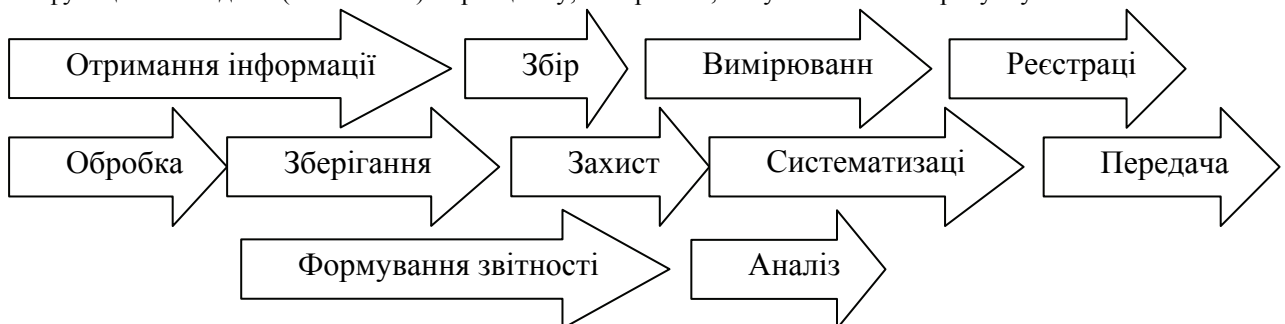 Отримання інформації Збір Вимірюванн Реєстраці
Обробка Зберігання Захист Систематизаці Передача
Формування звітності Аналіз